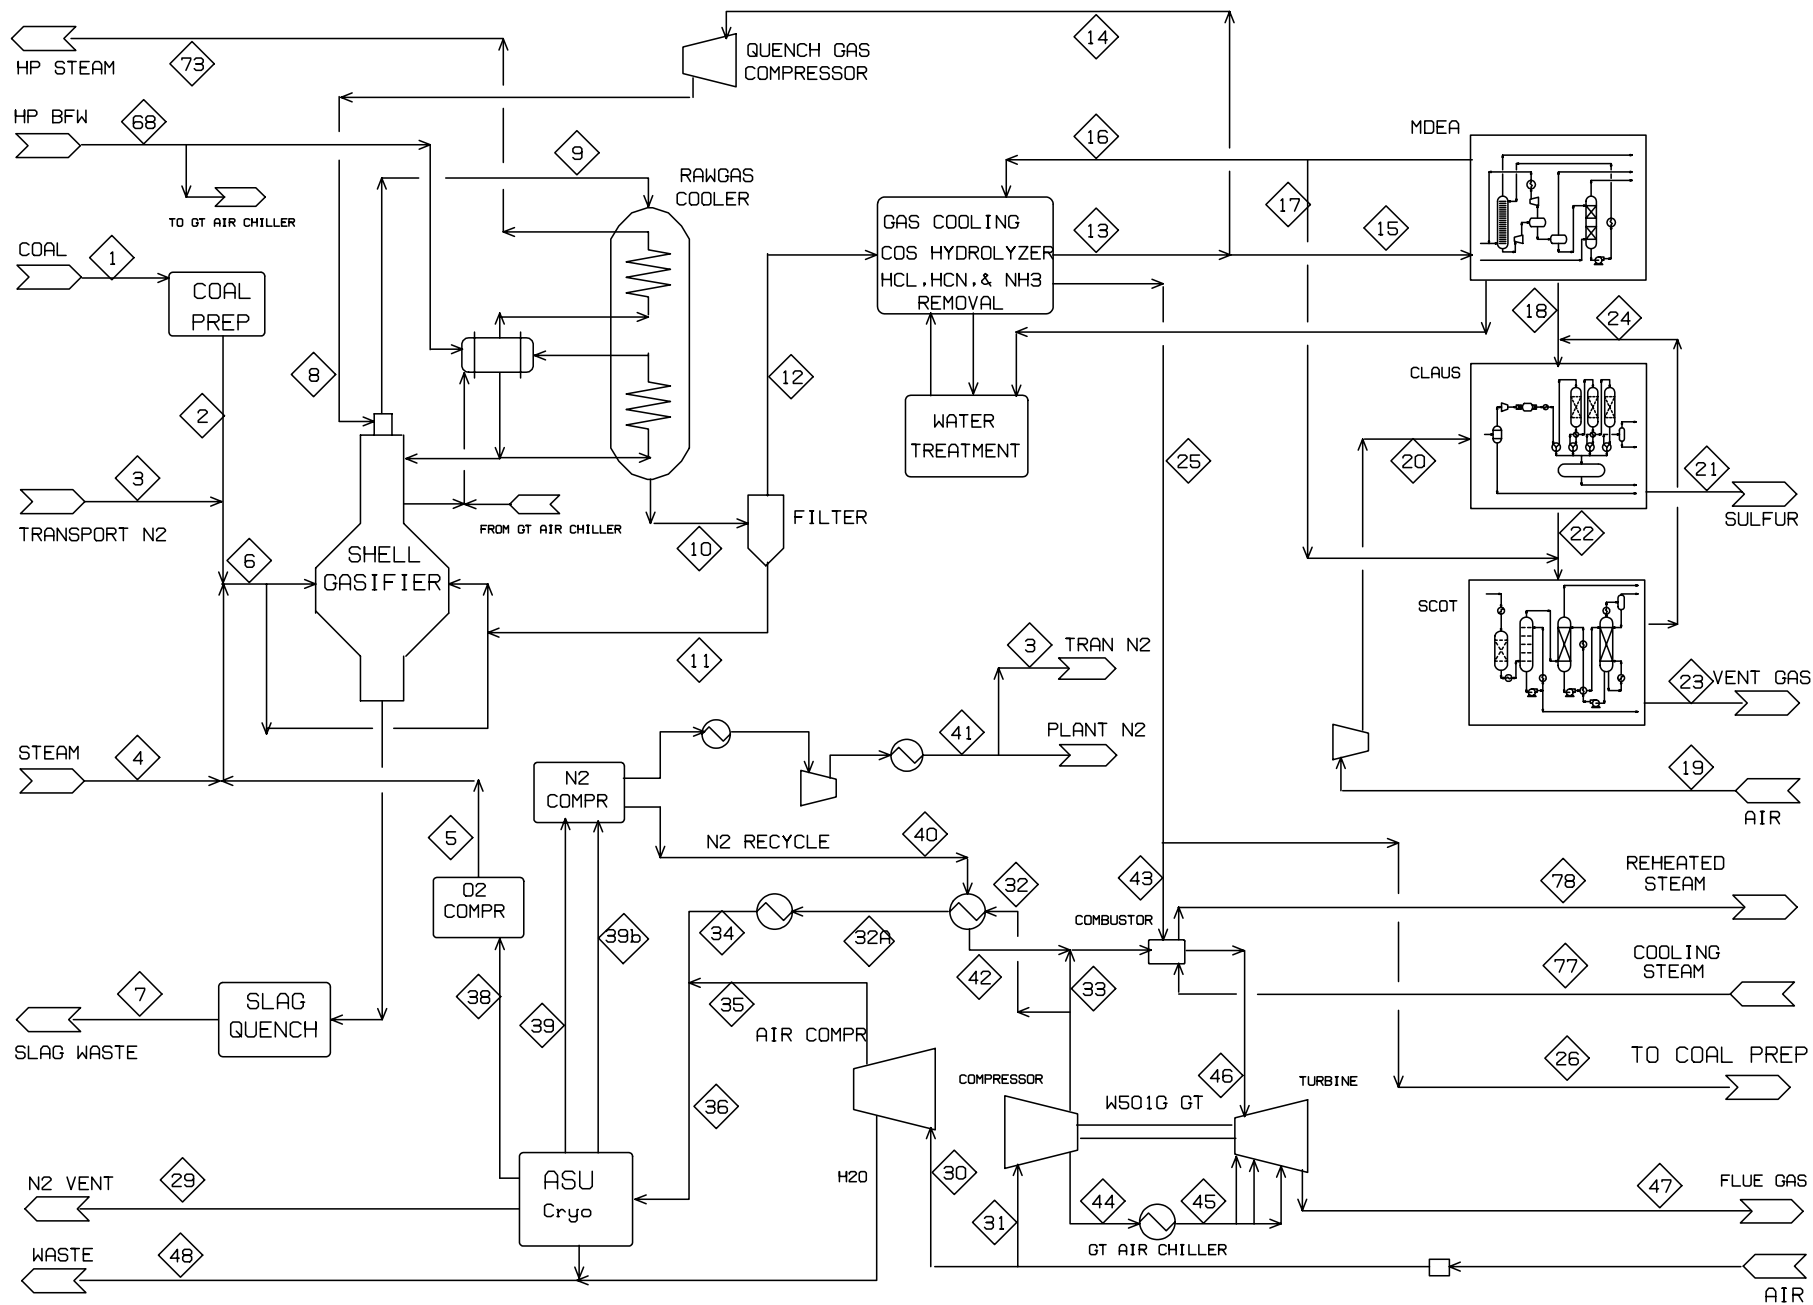 14
QUENCH GAS
COMPRESSOR
HP STEAM
73
HP BFW
68
9
16
MDEA
RAWGAS
COOLER
TO GT AIR CHILLER
17
GAS COOLING
COS HYDROLYZER
HCL,HCN,& NH3
REMOVAL
13
15
COAL
1
COAL
PREP
18
24
8
12
CLAUS
2
WATER
TREATMENT
25
20
21
SULFUR
3
TRANSPORT N2
FROM GT AIR CHILLER
FILTER
10
22
6
SHELL
GASIFIER
SCOT
11
3
TRAN N2
23
VENT GAS
STEAM
4
41
PLANT N2
19
AIR
N2
COMPR
5
N2 RECYCLE
40
O2
COMPR
32
43
78
REHEATED
STEAM
COMBUSTOR
34
32A
39b
42
33
77
COOLING
STEAM
7
SLAG WASTE
SLAG
QUENCH
38
39
35
AIR COMPR
26
TO COAL PREP
COMPRESSOR
46
TURBINE
36
W501G GT
N2 VENT
29
ASU
Cryo
H2O
30
31
44
45
GT AIR CHILLER
47
FLUE GAS
WASTE
48
AIR